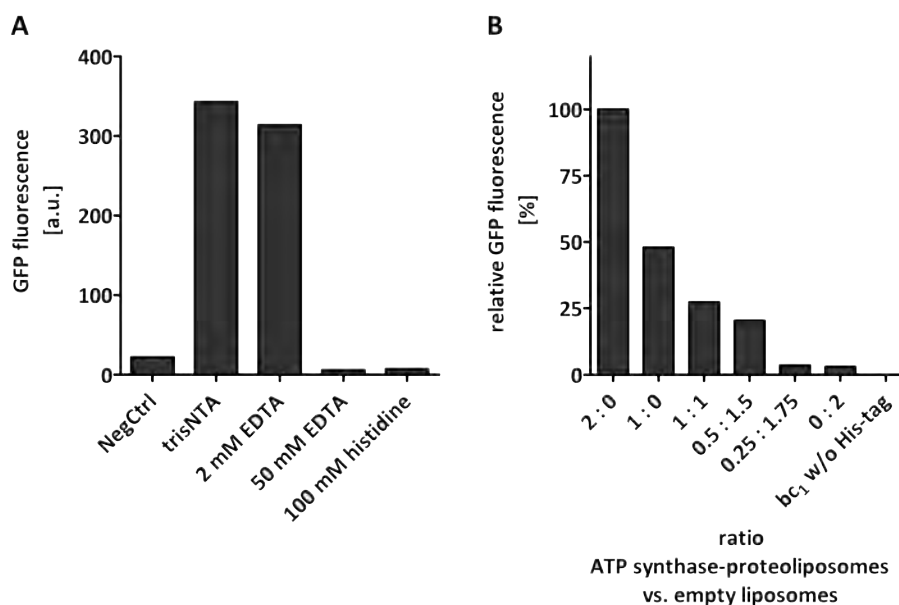 A
400
300
200
100
0
GFP fluorescence
[a.u.]
NegCtrl
trisNTA
2 mM EDTA
50 mM EDTA
100 mM histidine
B
100
75
50
25
0
relative GFP fluorescence
[%]
2 : 0
1 : 0
1 : 1
0.5 : 1.5
0.25 : 1.75
0 : 2
bc₁ w/o His-tag
ratio
ATP synthase-proteoliposomes
vs. empty liposomes